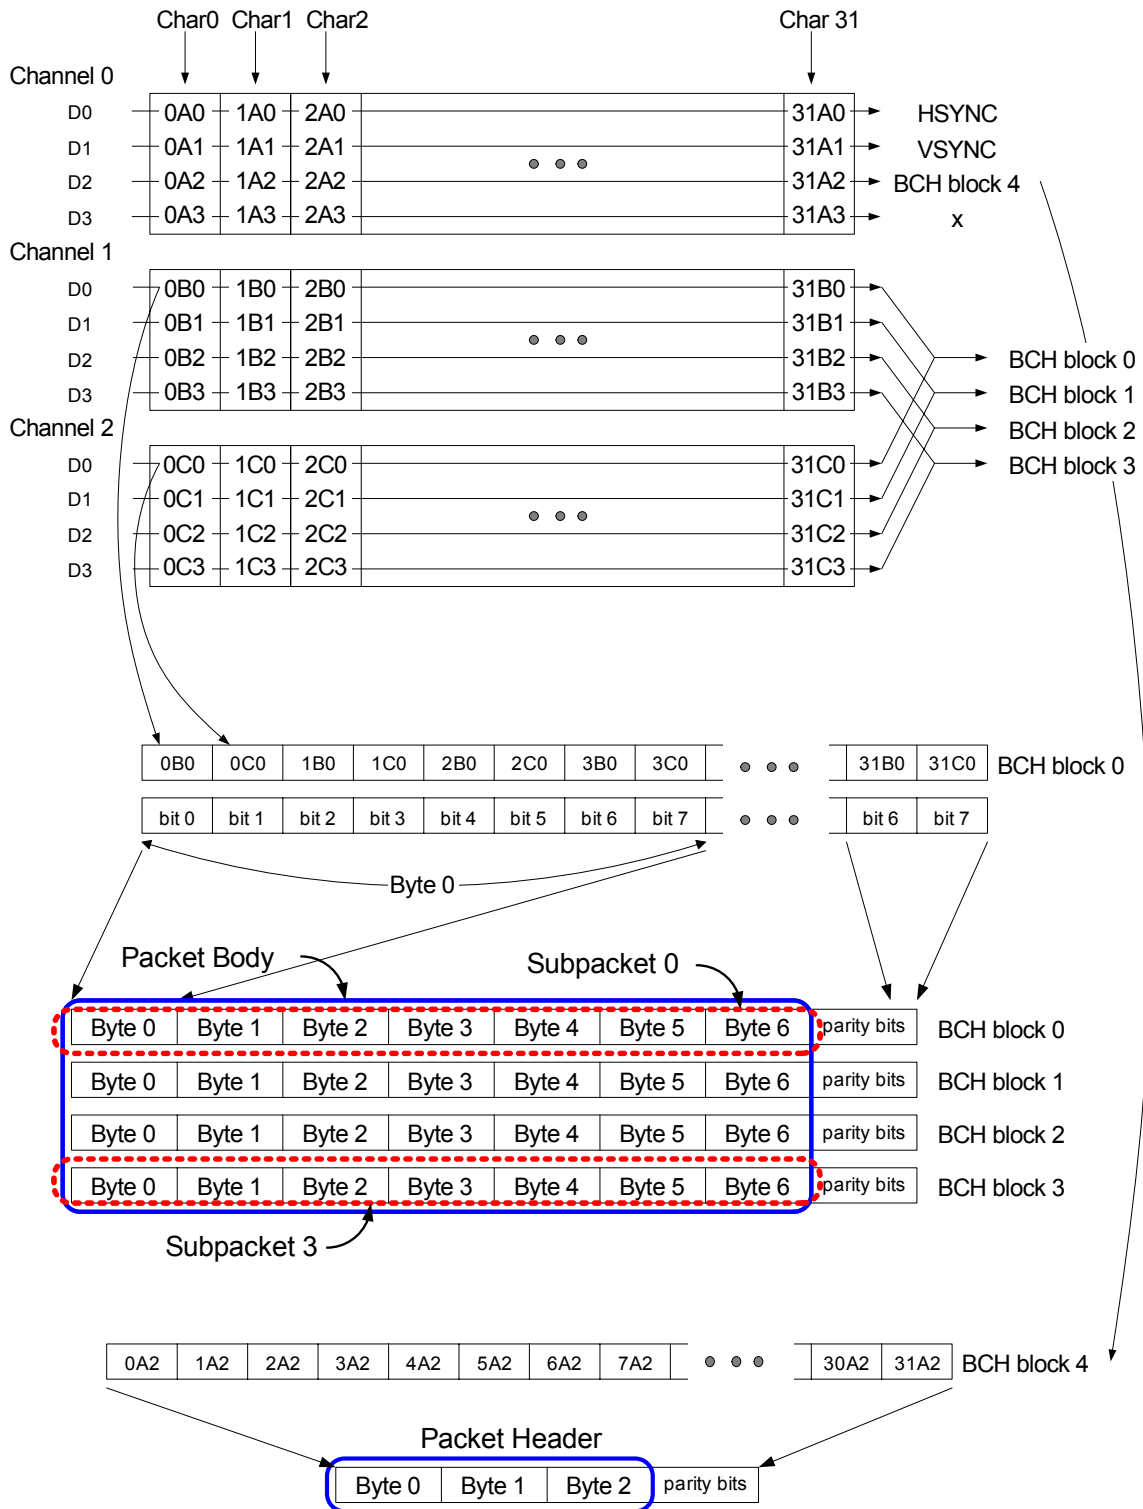 Char0 Char1 Char2 Char 31
Channel 0
D0 0A0 1A0 2A0 31A0 HSYNC
D1 0A1 1A1 2A1 31A1 VSYNC
D2 0A2 1A2 2A2 31A2 BCH block 4
D3 0A3 1A3 2A3 31A3 x
Channel 1
D0 0B0 1B0 2B0 31B0
D1 0B1 1B1 2B1 31B1
D2 0B2 1B2 2B2 31B2 BCH block 0
D3 0B3 1B3 2B3 31B3 BCH block 1
Channel 2 BCH block 2
D0 0C0 1C0 2C0 31C0 BCH block 3
D1 0C1 1C1 2C1 31C1
D2 0C2 1C2 2C2 31C2
D3 0C3 1C3 2C3 31C3
0B0 0C0 1B0 1C0 2B0 2C0 3B0 3C0 31B0 31C0 BCH block 0
bit 0 bit 1 bit 2 bit 3 bit 4 bit 5 bit 6 bit 7 bit 6 bit 7
Byte 0
Packet Body Subpacket 0
Byte 0 Byte 1 Byte 2 Byte 3 Byte 4 Byte 5 Byte 6 parity bits BCH block 0
Byte 0 Byte 1 Byte 2 Byte 3 Byte 4 Byte 5 Byte 6 parity bits BCH block 1
Byte 0 Byte 1 Byte 2 Byte 3 Byte 4 Byte 5 Byte 6 parity bits BCH block 2
Byte 0 Byte 1 Byte 2 Byte 3 Byte 4 Byte 5 Byte 6 parity bits BCH block 3
Subpacket 3
0A2 1A2 2A2 3A2 4A2 5A2 6A2 7A2 30A2 31A2 BCH block 4
Packet Header
Byte 0 Byte 1 Byte 2 parity bits